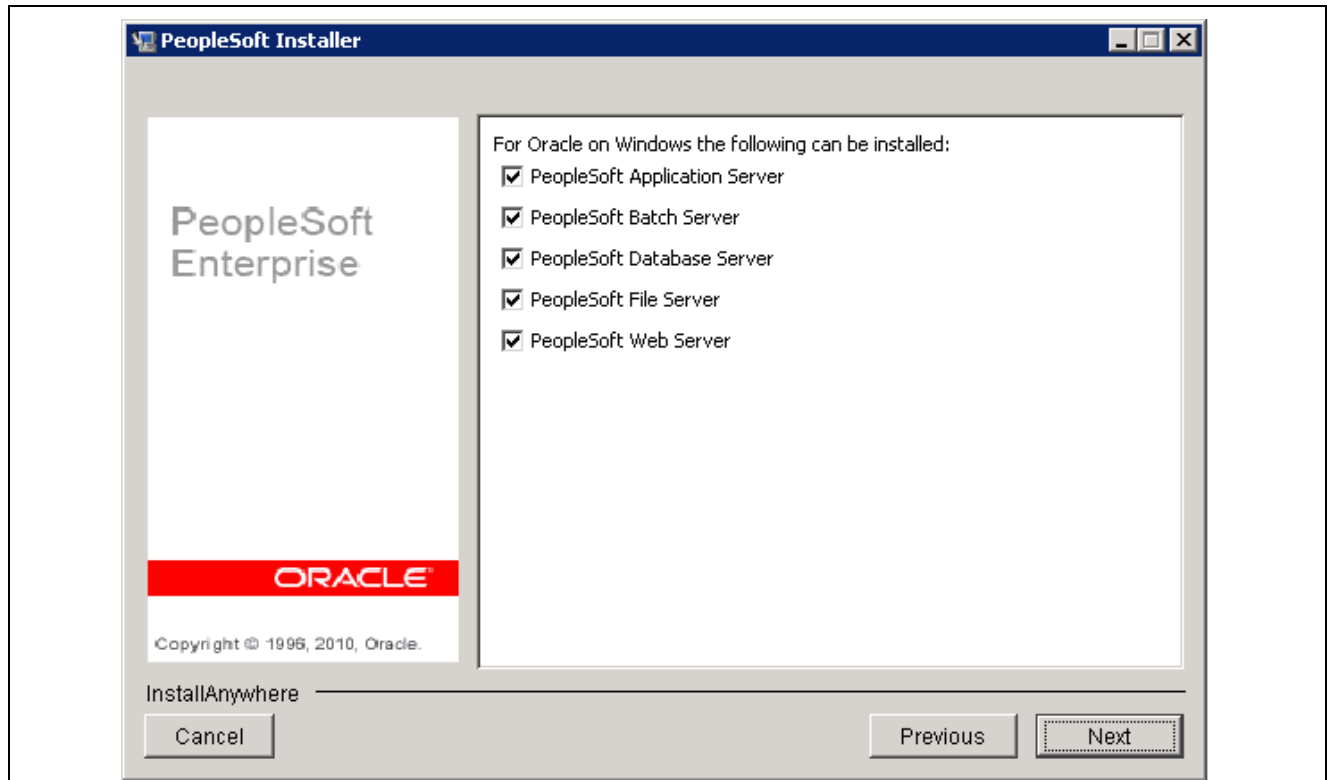 PeopleSoft Installer
PeopleSoft
Enterprise
ORACLE
Copyright © 1996, 2010, Oracle.
For Oracle on Windows the following can be installed:
PeopleSoft Application Server
PeopleSoft Batch Server
PeopleSoft Database Server
PeopleSoft File Server
PeopleSoft Web Server
InstallAnywhere
Cancel
Previous
Next